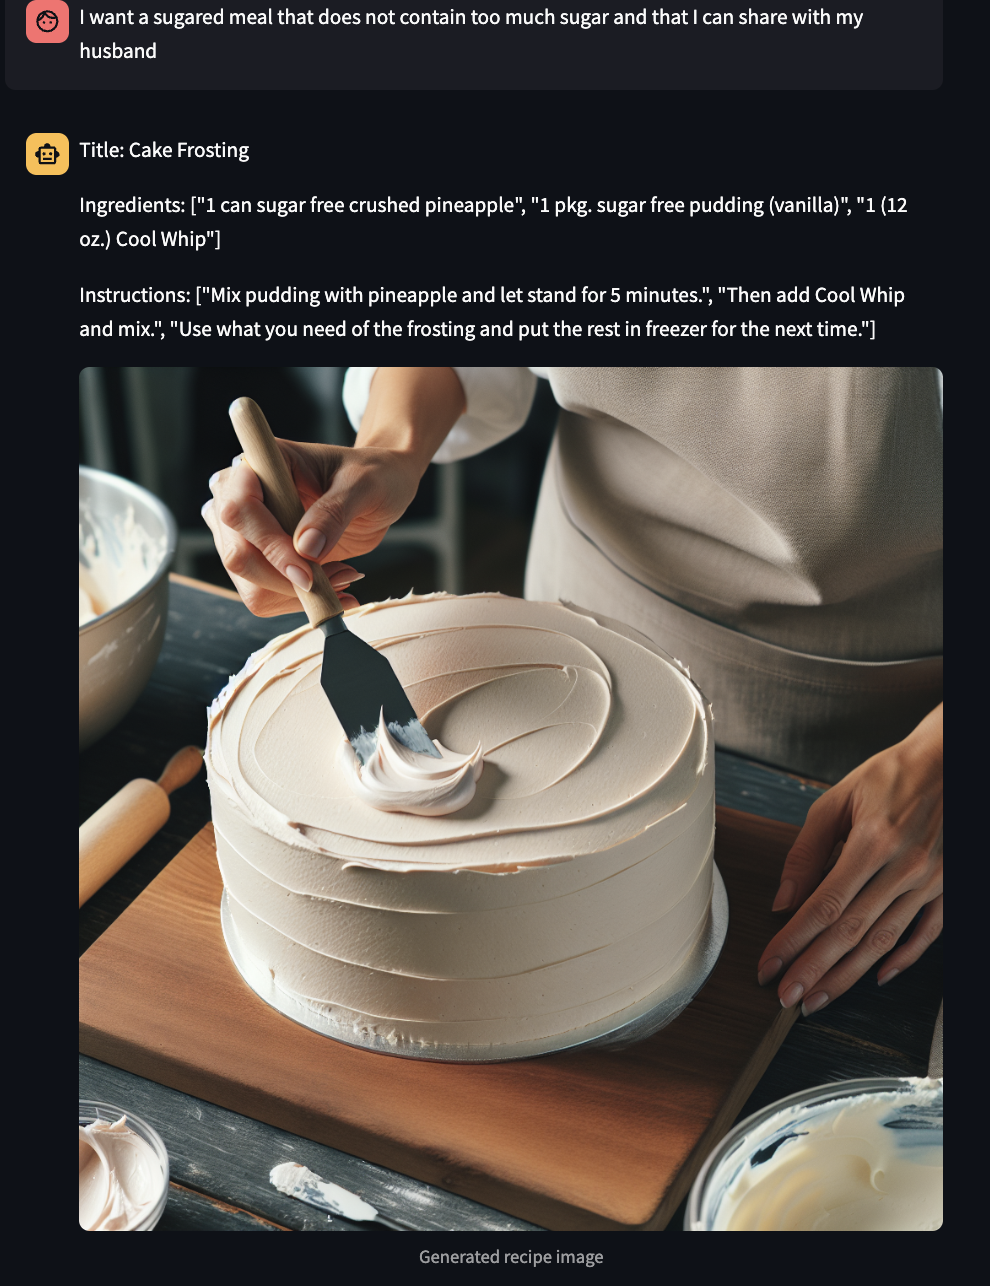 I want a sugared meal that does not contain too much sugar and that I can share with my
husband
Title: Cake Frosting
Ingredients: ["1 can sugar free crushed pineapple", "1 pkg. sugar free pudding (vanilla)", "1 (12
oz.) Cool Whip"]
Instructions: ["Mix pudding with pineapple and let stand for 5 minutes.", "Then add Cool Whip
and mix.", "Use what you need of the frosting and put the rest in freezer for the next time."]
Generated recipe image